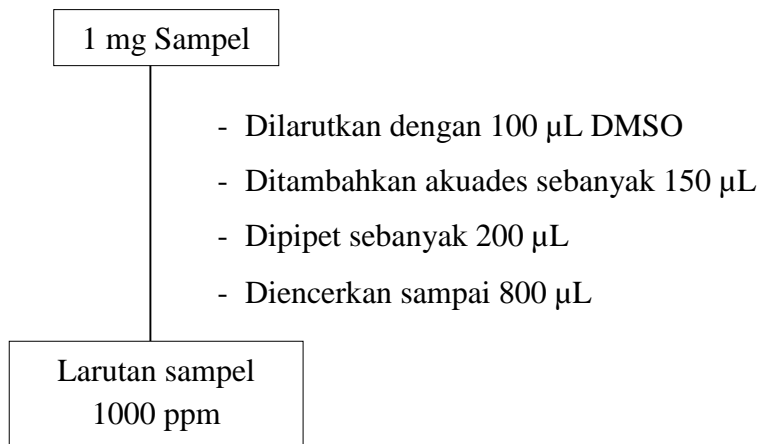 1 mg Sampel
- Dilarutkan dengan 100 µL DMSO
- Ditambahkan akuades sebanyak 150 µL
- Dipipet sebanyak 200 µL
- Diencerkan sampai 800 µL
Larutan sampel
1000 ppm